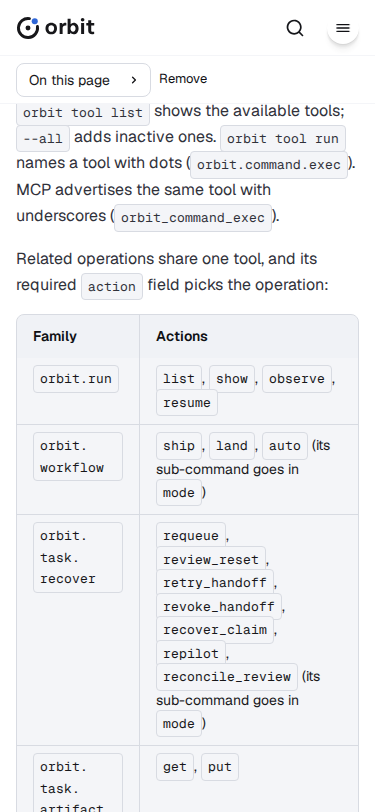 orbit
On this page
Remove
orbit tool list shows the available tools;
--all adds inactive ones. orbit tool run
names a tool with dots (orbit.command.exec).
MCP advertises the same tool with
underscores (orbit_command_exec).
Related operations share one tool, and its
required action field picks the operation:
Family Actions
orbit.run list, show, observe,
resume
orbit. ship, land, auto (its
workflow sub-command goes in
mode)
orbit. requeue,
task. review_reset,
recover retry_handoff,
revoke_handoff,
recover_claim,
repilot,
reconcile_review (its
sub-command goes in
mode)
orbit. get, put
task.
artifact